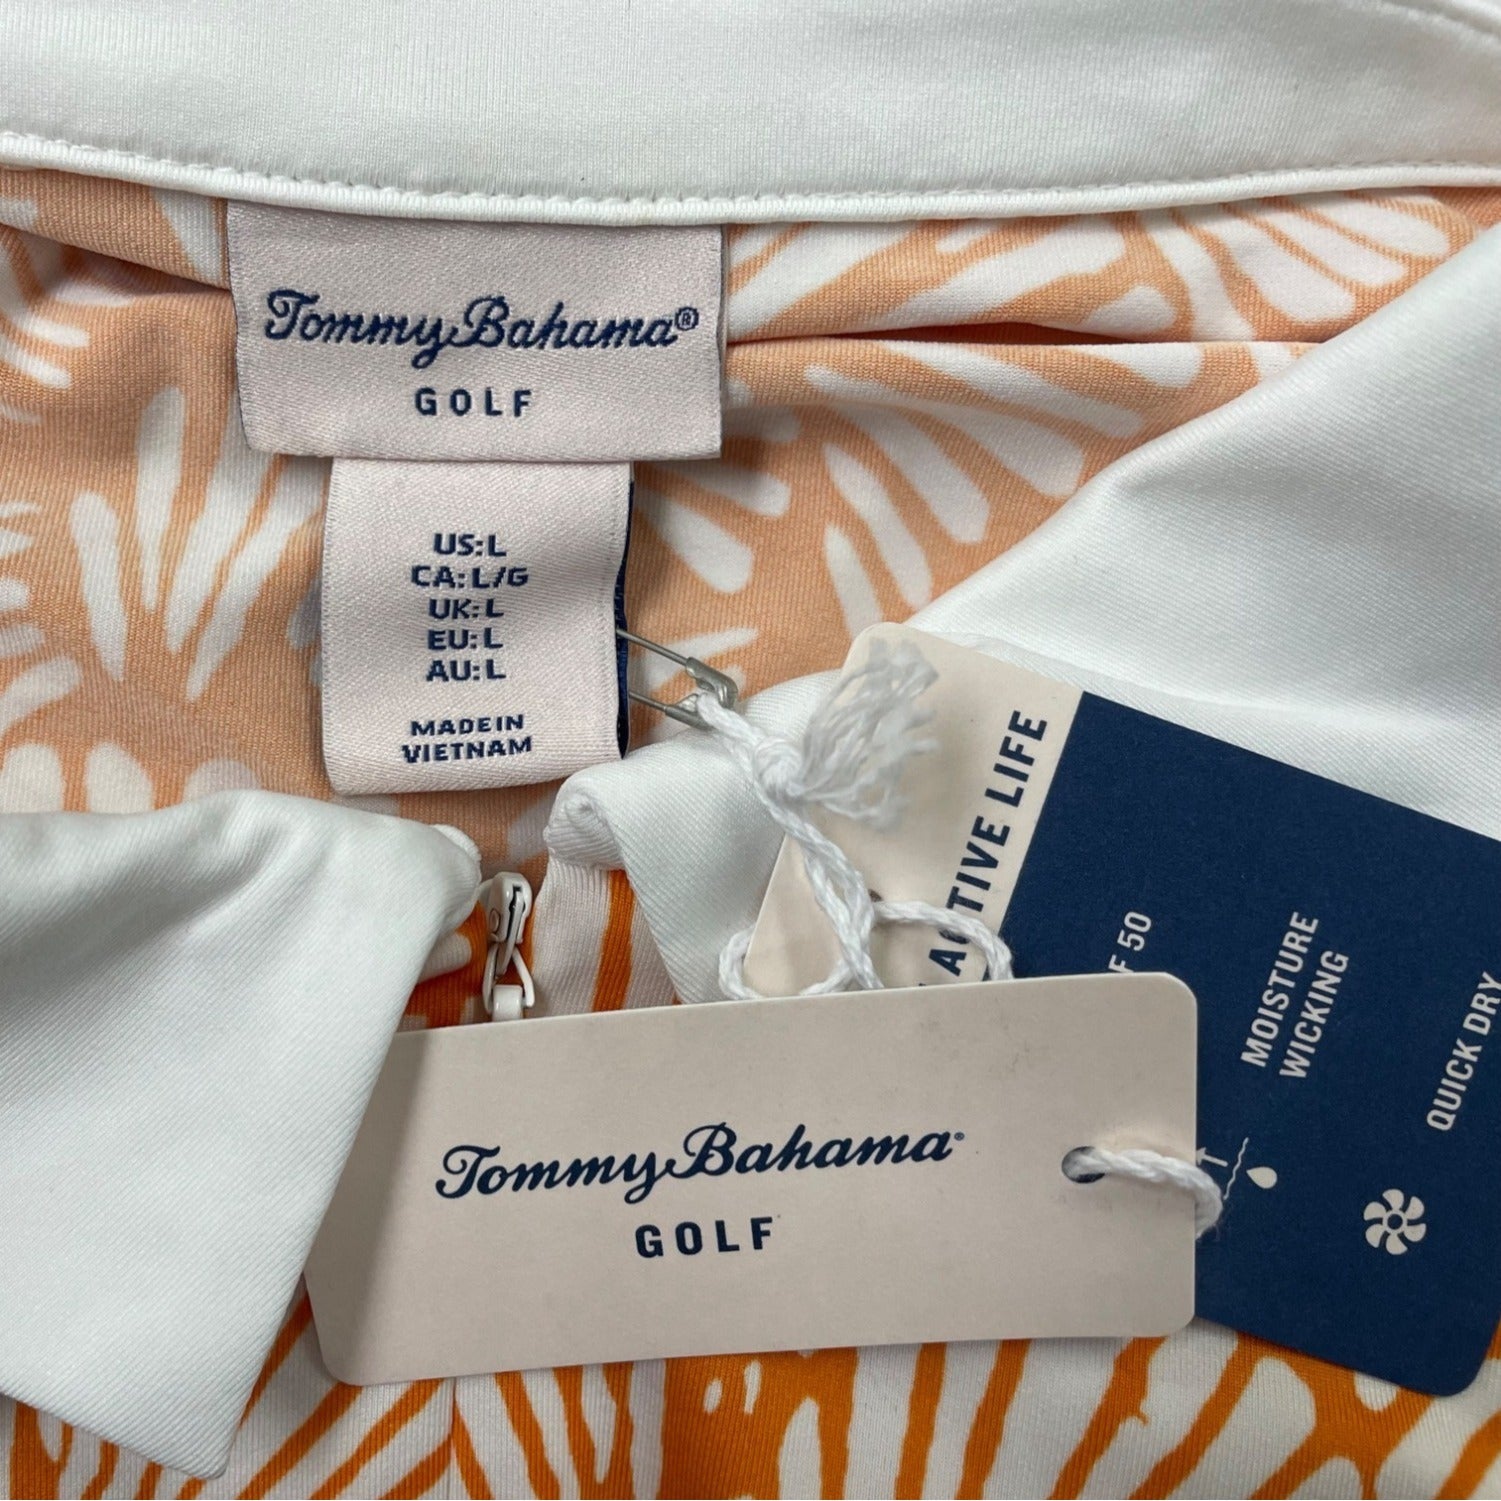 Tommy Bahama®
GOLF
US: L
CA: L/G
UK: L
EU: L
AU: L
MADE IN
VIETNAM
ACTIVE LIFE
F 50
MOISTURE
WICKING
QUICK DRY
Tommy Bahama
GOLF